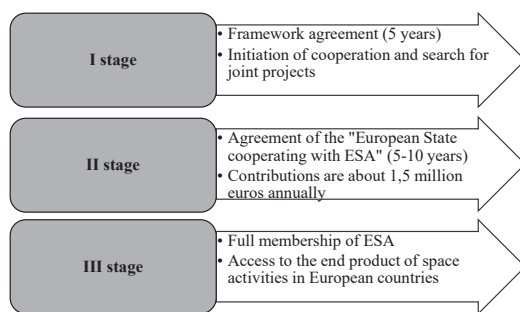 I stage
• Framework agreement (5 years)
• Initiation of cooperation and search for
joint projects
II stage
• Agreement of the "European State
cooperating with ESA" (5-10 years)
• Contributions are about 1,5 million
euros annually
III stage
• Full membership of ESA
• Access to the end product of space
activities in European countries